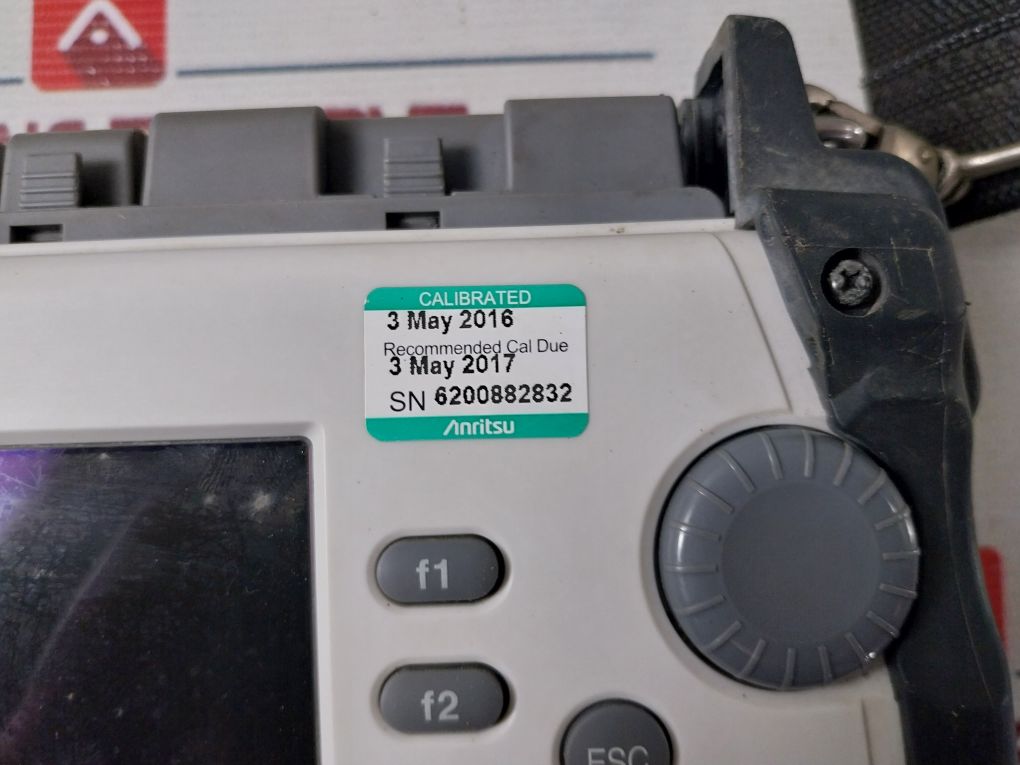 CALIBRATED
3 May 2016
Recommended Cal Due
3 May 2017
SN 6200882832
Anritsu
f1
f2
ESC